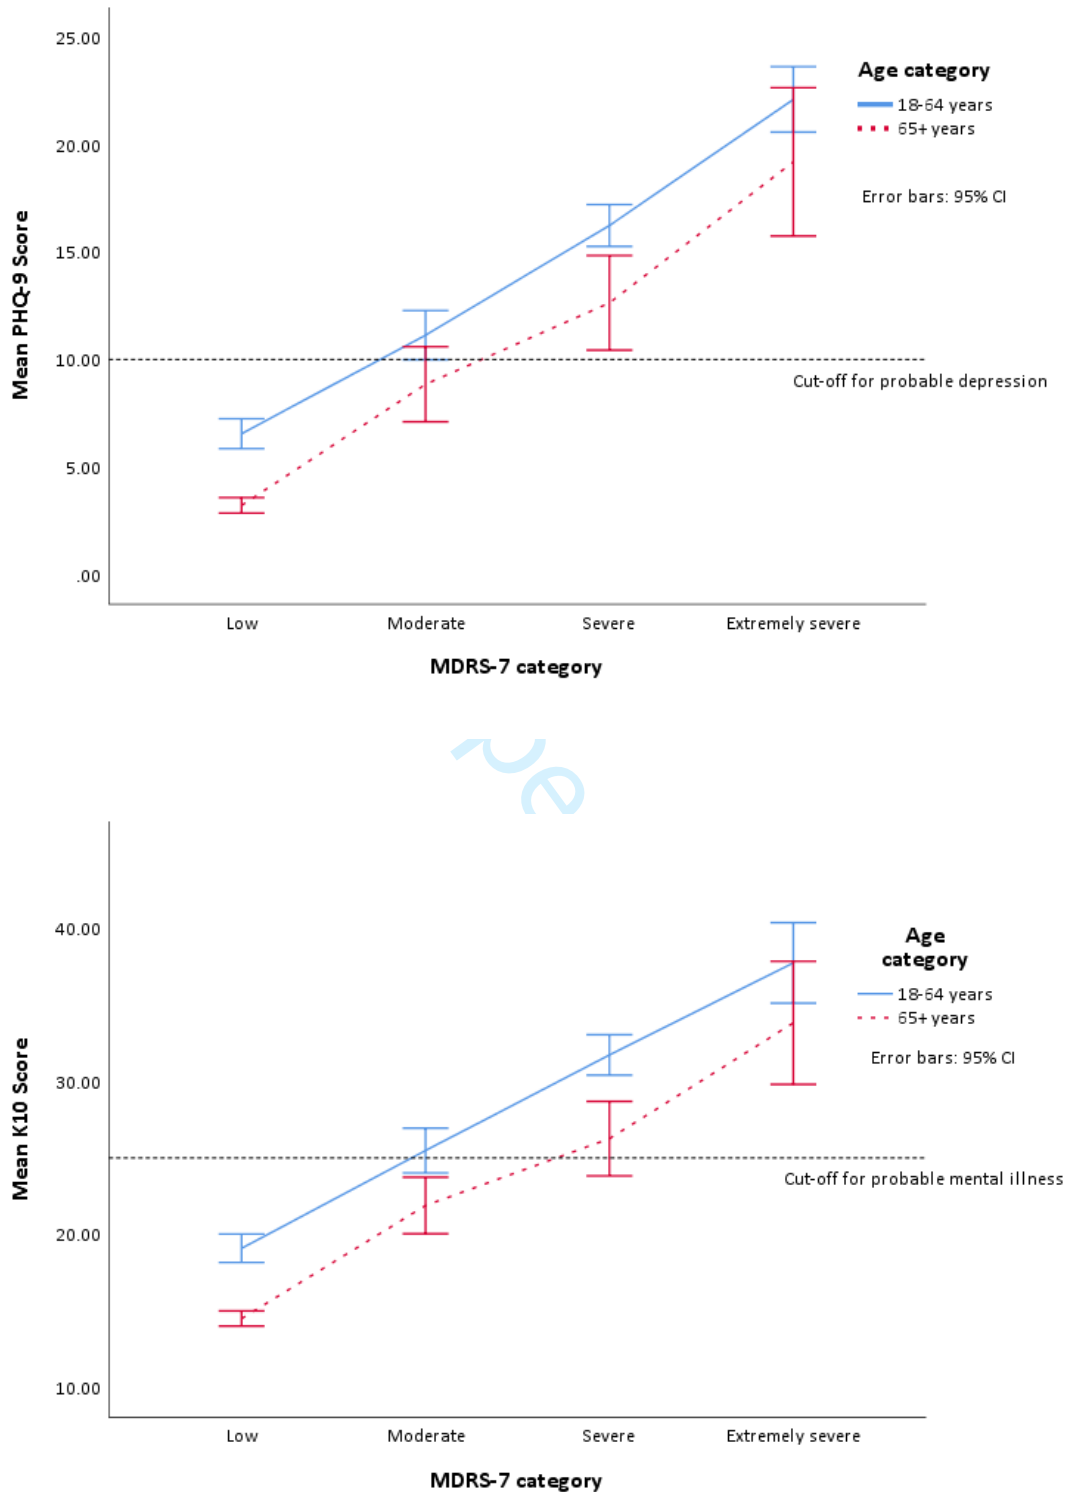 25.00
20.00
15.00
10.00
5.00
.00
Mean PHQ-9 Score
Age category
18-64 years
65+ years
Error bars: 95% CI
Cut-off for probable depression
Low Moderate Severe Extremely severe
MDRS-7 category
pe
40.00
30.00
20.00
10.00
Mean K10 Score
Age
category
18-64 years
65+ years
Error bars: 95% CI
Cut-off for probable mental illness
Low Moderate Severe Extremely severe
MDRS-7 category